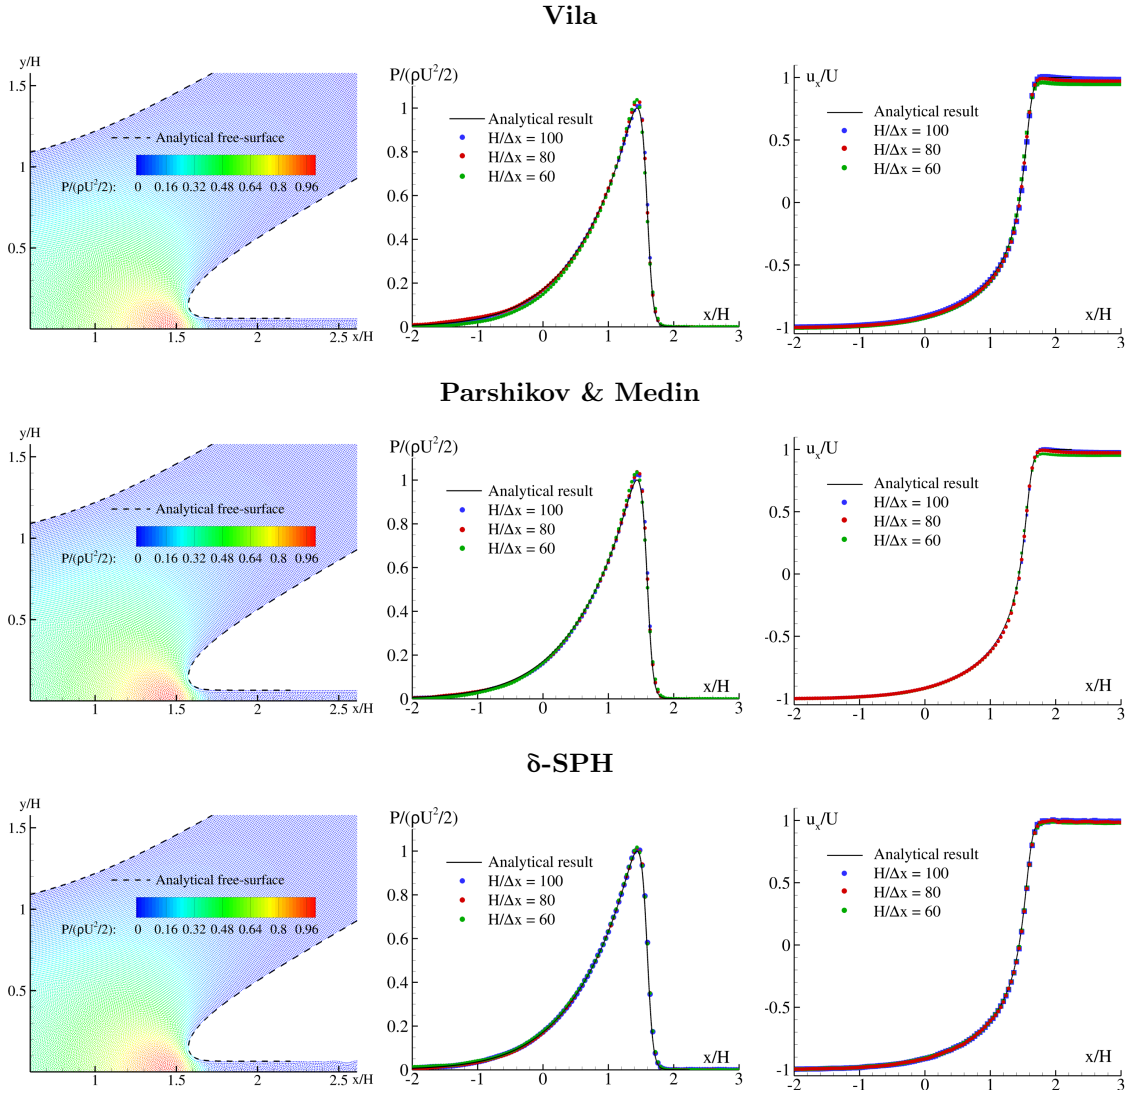 Vila
y/H
1.5
1
0.5
1
1.5
2
2.5
x/H
Analytical free-surface
P/(ρU²/2):
0 0.16 0.32 0.48 0.64 0.8 0.96
P/(ρU²/2)
1
0.8
0.6
0.4
0.2
0
-2 -1 0 1 2 3
x/H
Analytical result
H/Δx = 100
H/Δx = 80
H/Δx = 60
uₓ/U
1
0.5
0
-0.5
-1
-2 -1 0 1 2 3
x/H
Analytical result
H/Δx = 100
H/Δx = 80
H/Δx = 60
Parshikov & Medin
y/H
1.5
1
0.5
1
1.5
2
2.5
x/H
Analytical free-surface
P/(ρU²/2):
0 0.16 0.32 0.48 0.64 0.8 0.96
P/(ρU²/2)
1
0.8
0.6
0.4
0.2
0
-2 -1 0 1 2 3
x/H
Analytical result
H/Δx = 100
H/Δx = 80
H/Δx = 60
uₓ/U
1
0.5
0
-0.5
-1
-2 -1 0 1 2 3
x/H
Analytical result
H/Δx = 100
H/Δx = 80
H/Δx = 60
δ-SPH
y/H
1.5
1
0.5
1
1.5
2
2.5
x/H
Analytical free-surface
P/(ρU²/2):
0 0.16 0.32 0.48 0.64 0.8 0.96
P/(ρU²/2)
1
0.8
0.6
0.4
0.2
0
-2 -1 0 1 2 3
x/H
Analytical result
H/Δx = 100
H/Δx = 80
H/Δx = 60
uₓ/U
1
0.5
0
-0.5
-1
-2 -1 0 1 2 3
x/H
Analytical result
H/Δx = 100
H/Δx = 80
H/Δx = 60